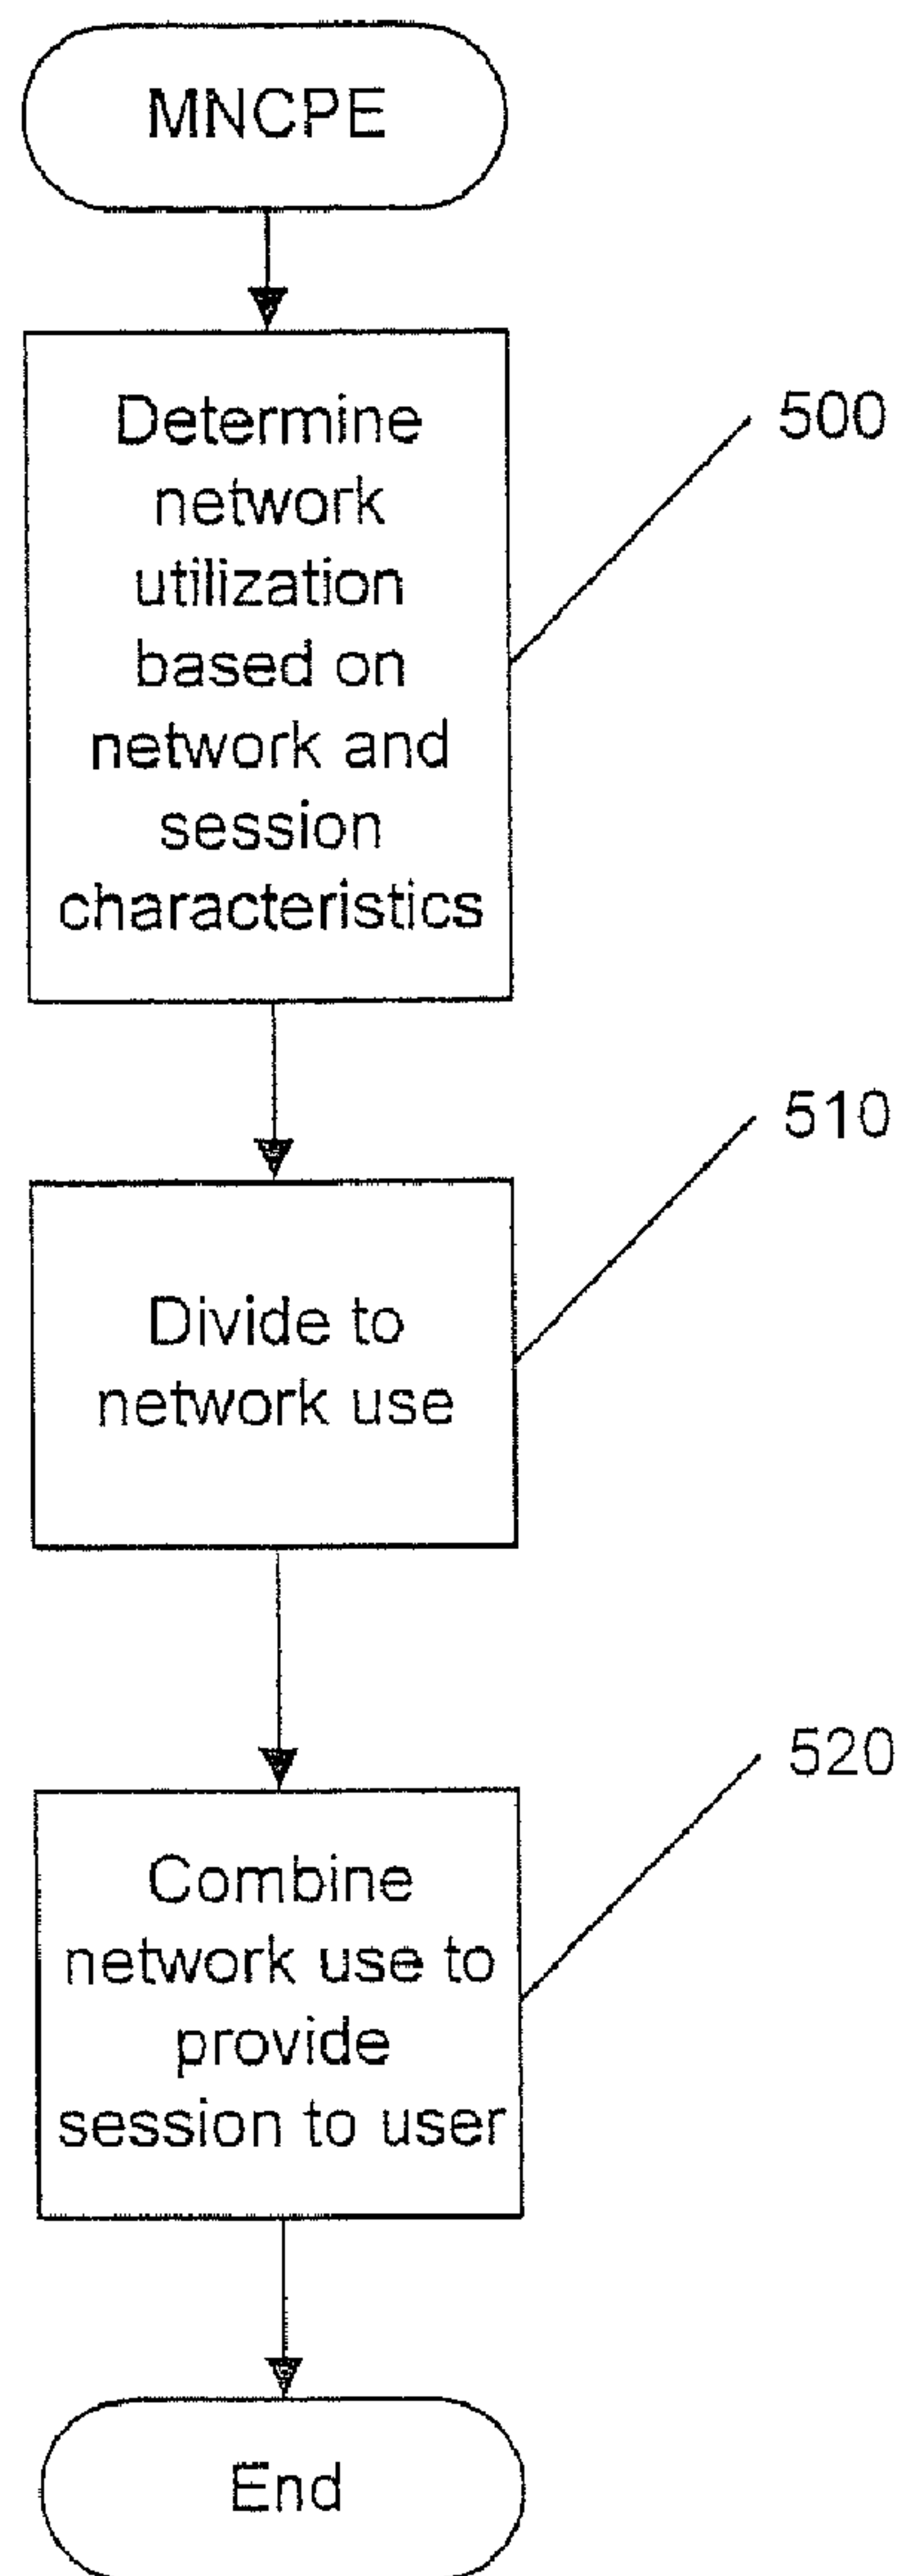 MNCPE
Determine
network
utilization
based on
network and
session
characteristics
500
Divide to
network use
510
Combine
network use to
provide
session to user
520
End